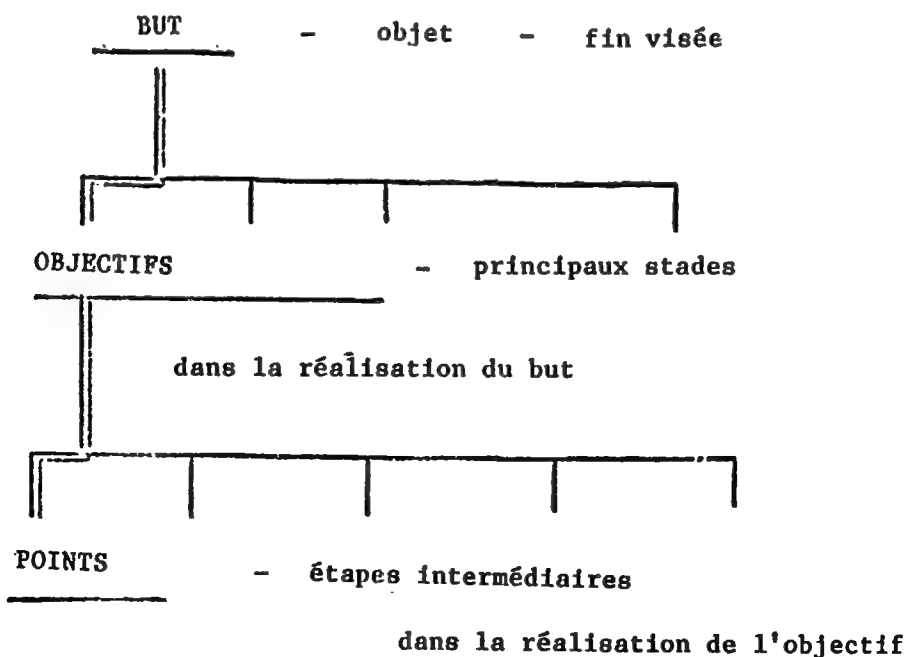 BUT - objet - fin visée
OBJECTIFS - principaux stades
dans la réalisation du but
POINTS - étapes intermédiaires
dans la réalisation de l'objectif